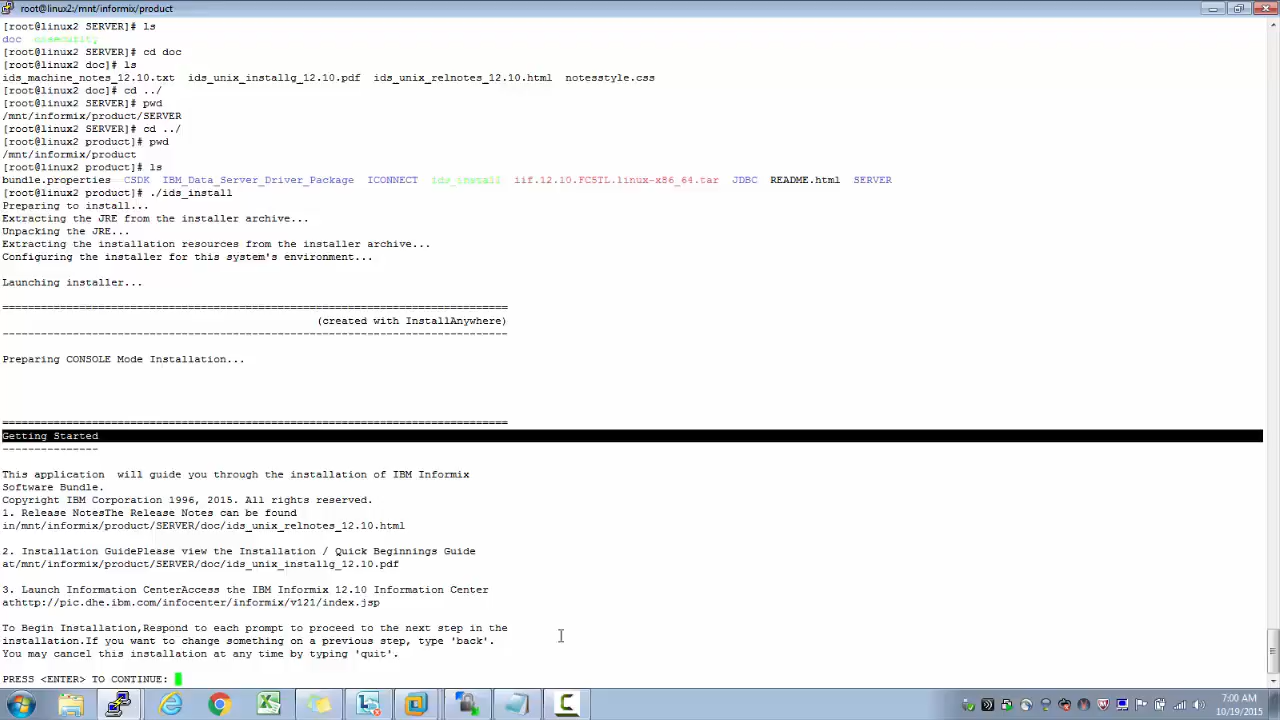 root@linux2:/mnt/informix/product
[root@linux2 SERVER]# ls
doc
[root@linux2 SERVER]# cd doc
[root@linux2 doc]# ls
ids_machine_notes_12.10.txt  ids_unix_installg_12.10.pdf  ids_unix_relnotes_12.10.html  notesstyle.css
[root@linux2 doc]# cd ../
[root@linux2 SERVER]# pwd
/mnt/informix/product/SERVER
[root@linux2 SERVER]# cd ../
[root@linux2 product]# pwd
/mnt/informix/product
[root@linux2 product]# ls
bundle.properties  CSDK  IBM_Data_Server_Driver_Package  ICONNECT  ids_install  iif.12.10.FC5TL.linux-x86_64.tar  JDBC  README.html  SERVER
[root@linux2 product]# ./ids_install
Preparing to install...
Extracting the JRE from the installer archive...
Unpacking the JRE...
Extracting the installation resources from the installer archive...
Configuring the installer for this system's environment...
Launching installer...
===============================================================================
(created with InstallAnywhere)
-------------------------------------------------------------------------------
Preparing CONSOLE Mode Installation...
===============================================================================
Getting Started
---------------
This application  will guide you through the installation of IBM Informix
Software Bundle.
Copyright IBM Corporation 1996, 2015. All rights reserved.
1. Release NotesThe Release Notes can be found
in/mnt/informix/product/SERVER/doc/ids_unix_relnotes_12.10.html
2. Installation GuidePlease view the Installation / Quick Beginnings Guide
at/mnt/informix/product/SERVER/doc/ids_unix_installg_12.10.pdf
3. Launch Information CenterAccess the IBM Informix 12.10 Information Center
athttp://pic.dhe.ibm.com/infocenter/informix/v121/index.jsp
To Begin Installation,Respond to each prompt to proceed to the next step in the
installation.If you want to change something on a previous step, type 'back'.
You may cancel this installation at any time by typing 'quit'.
PRESS <ENTER> TO CONTINUE:
7:00 AM
10/19/2015